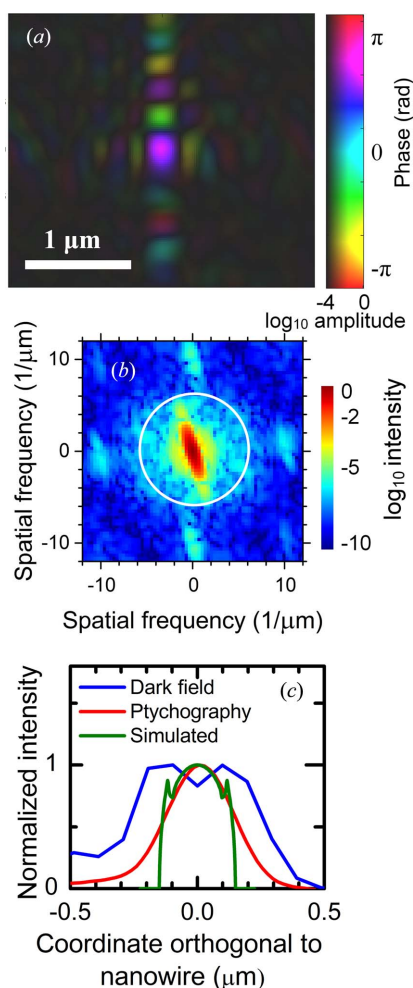 (a)
1 µm
π
0
-π
Phase (rad)
-4 0
log₁₀ amplitude
(b)
Spatial frequency (1/µm)
10
0
-10
-10 0 10
Spatial frequency (1/µm)
0
-2
-5
-10
log₁₀ intensity
(c)
Dark field
Ptychography
Simulated
Normalized intensity
1
0
-0.5 0.0 0.5
Coordinate orthogonal to
nanowire (µm)